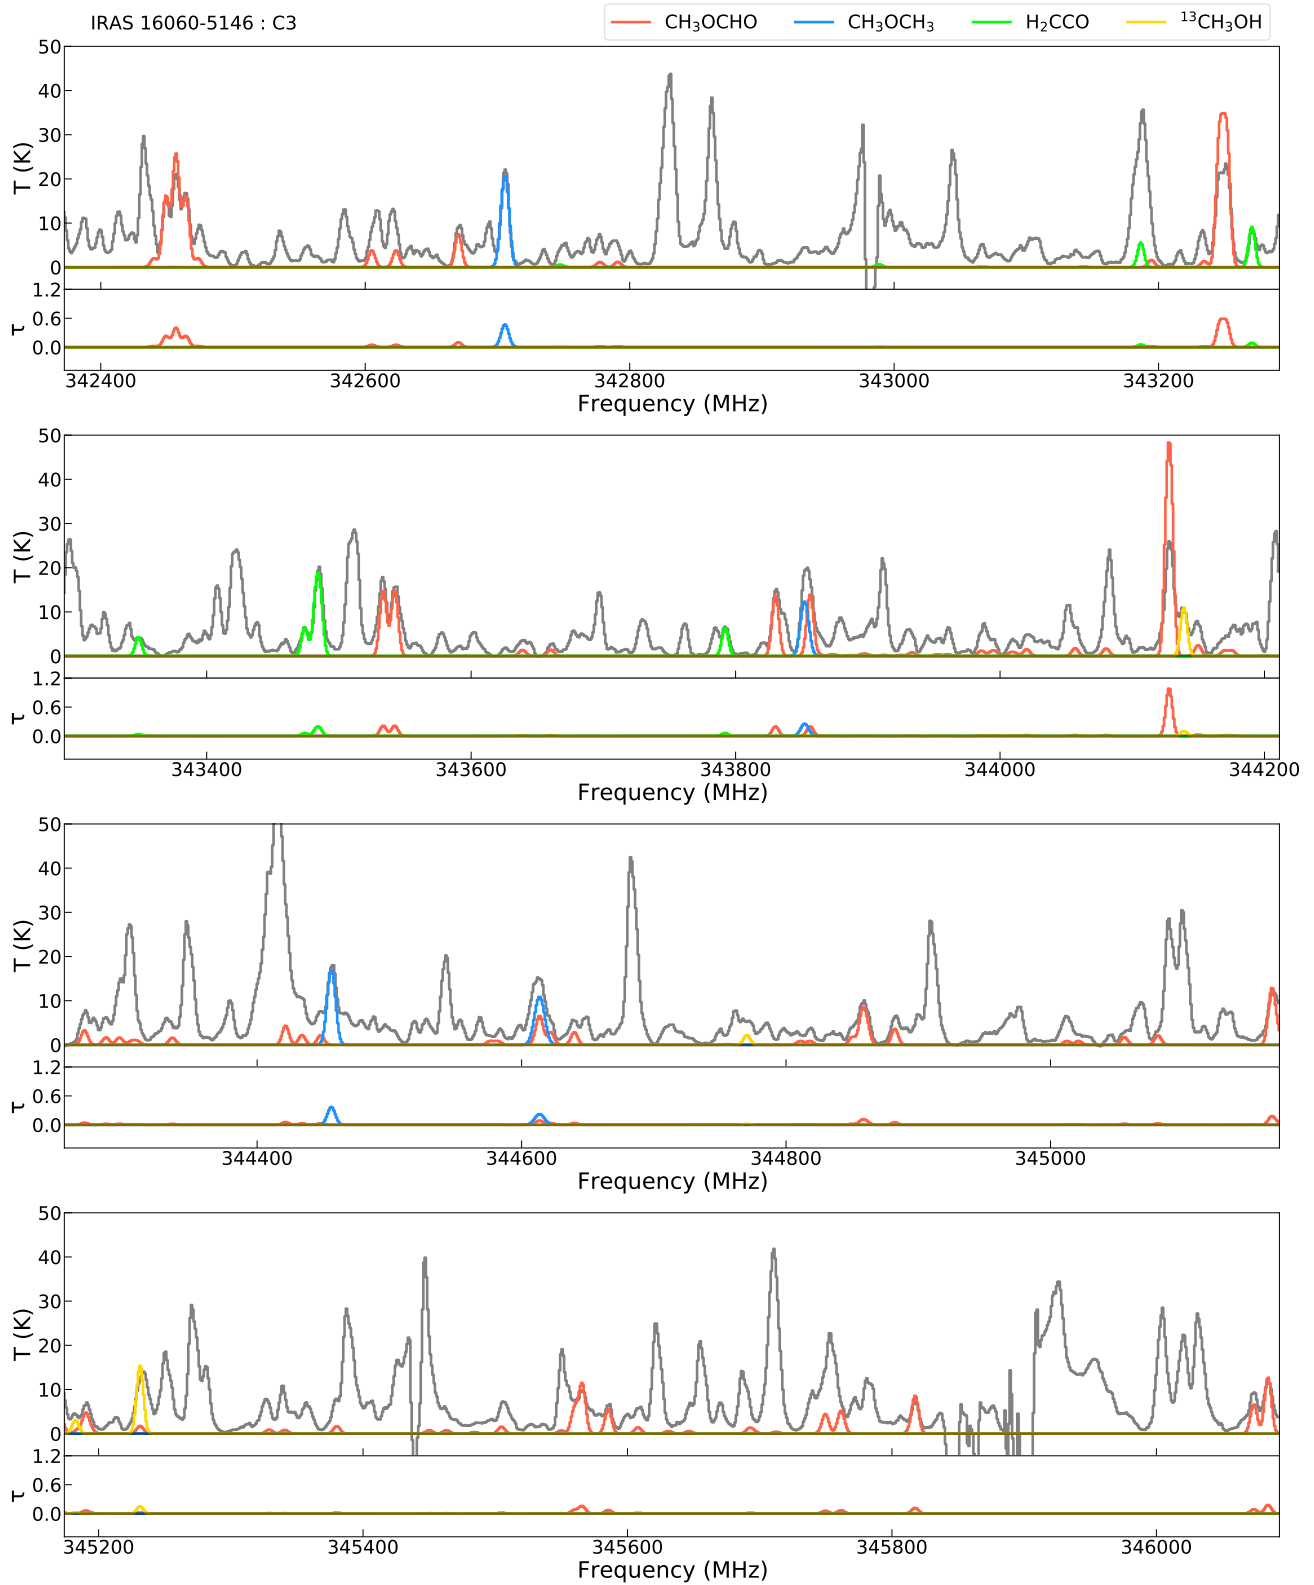 IRAS 16060-5146 : C3
CH₃OCHO CH₃OCH₃ H₂CCO ¹³CH₃OH
50
40
30
20
10
0
T (K)
1.2
0.6
0.0
τ
342400 342600 342800 343000 343200
Frequency (MHz)
50
40
30
20
10
0
T (K)
1.2
0.6
0.0
τ
343400 343600 343800 344000 344200
Frequency (MHz)
50
40
30
20
10
0
T (K)
1.2
0.6
0.0
τ
344400 344600 344800 345000
Frequency (MHz)
50
40
30
20
10
0
T (K)
1.2
0.6
0.0
τ
345200 345400 345600 345800 346000
Frequency (MHz)